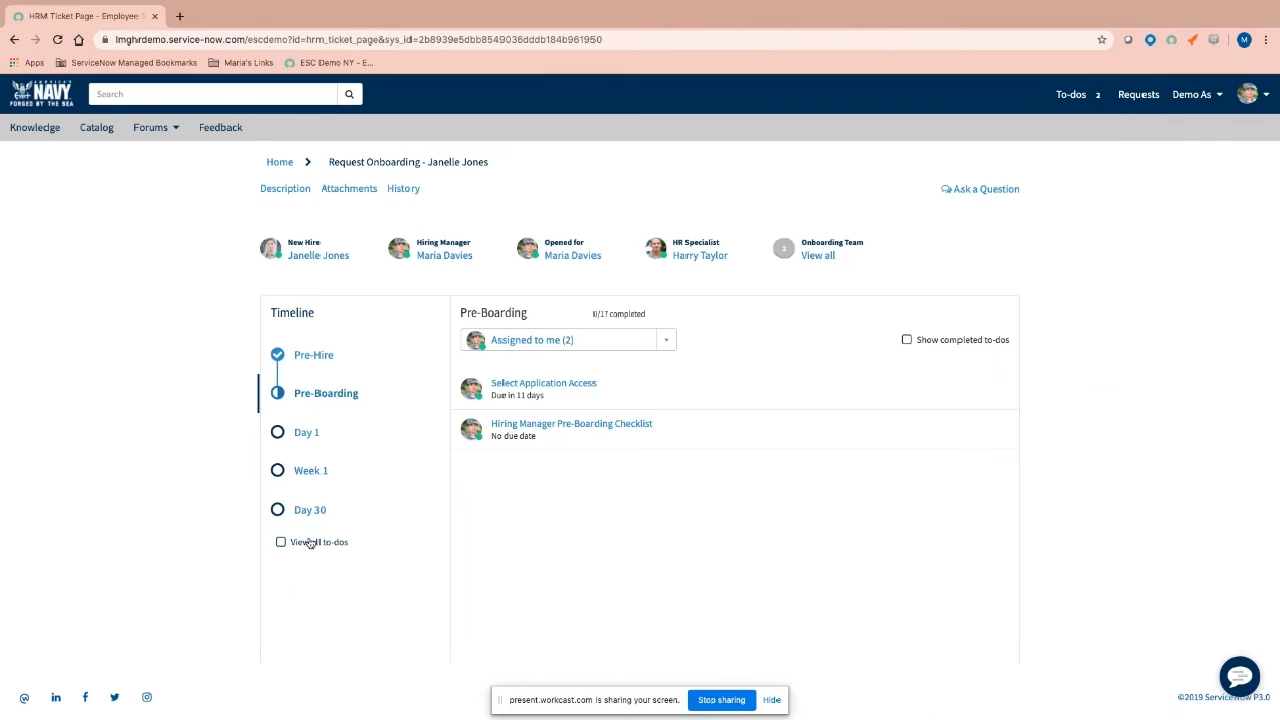 HRM Ticket Page - Employee S
lmghrdemo.service-now.com/escdemo?id=hrm_ticket_page&sys_id=2b8939e5dbb8549036dddb184b961950
M
Apps ServiceNow Managed Bookmarks Maria's Links ESC Demo NY - E...
AMERICA'S
NAVY
FORGED BY THE SEA
Search
To-dos 2 Requests Demo As
Knowledge Catalog Forums Feedback
Home Request Onboarding - Janelle Jones
Description Attachments History
Ask a Question
New Hire Hiring Manager Opened for HR Specialist Onboarding Team
Janelle Jones Maria Davies Maria Davies Harry Taylor View all
Timeline
Pre-Boarding 0/17 completed
Assigned to me (2)
Show completed to-dos
Pre-Hire
Pre-Boarding
Day 1
Week 1
Day 30
View all to-dos
Select Application Access
Due in 11 days
Hiring Manager Pre-Boarding Checklist
No due date
present.workcast.com is sharing your screen. Stop sharing Hide
©2019 ServiceNow P3.0